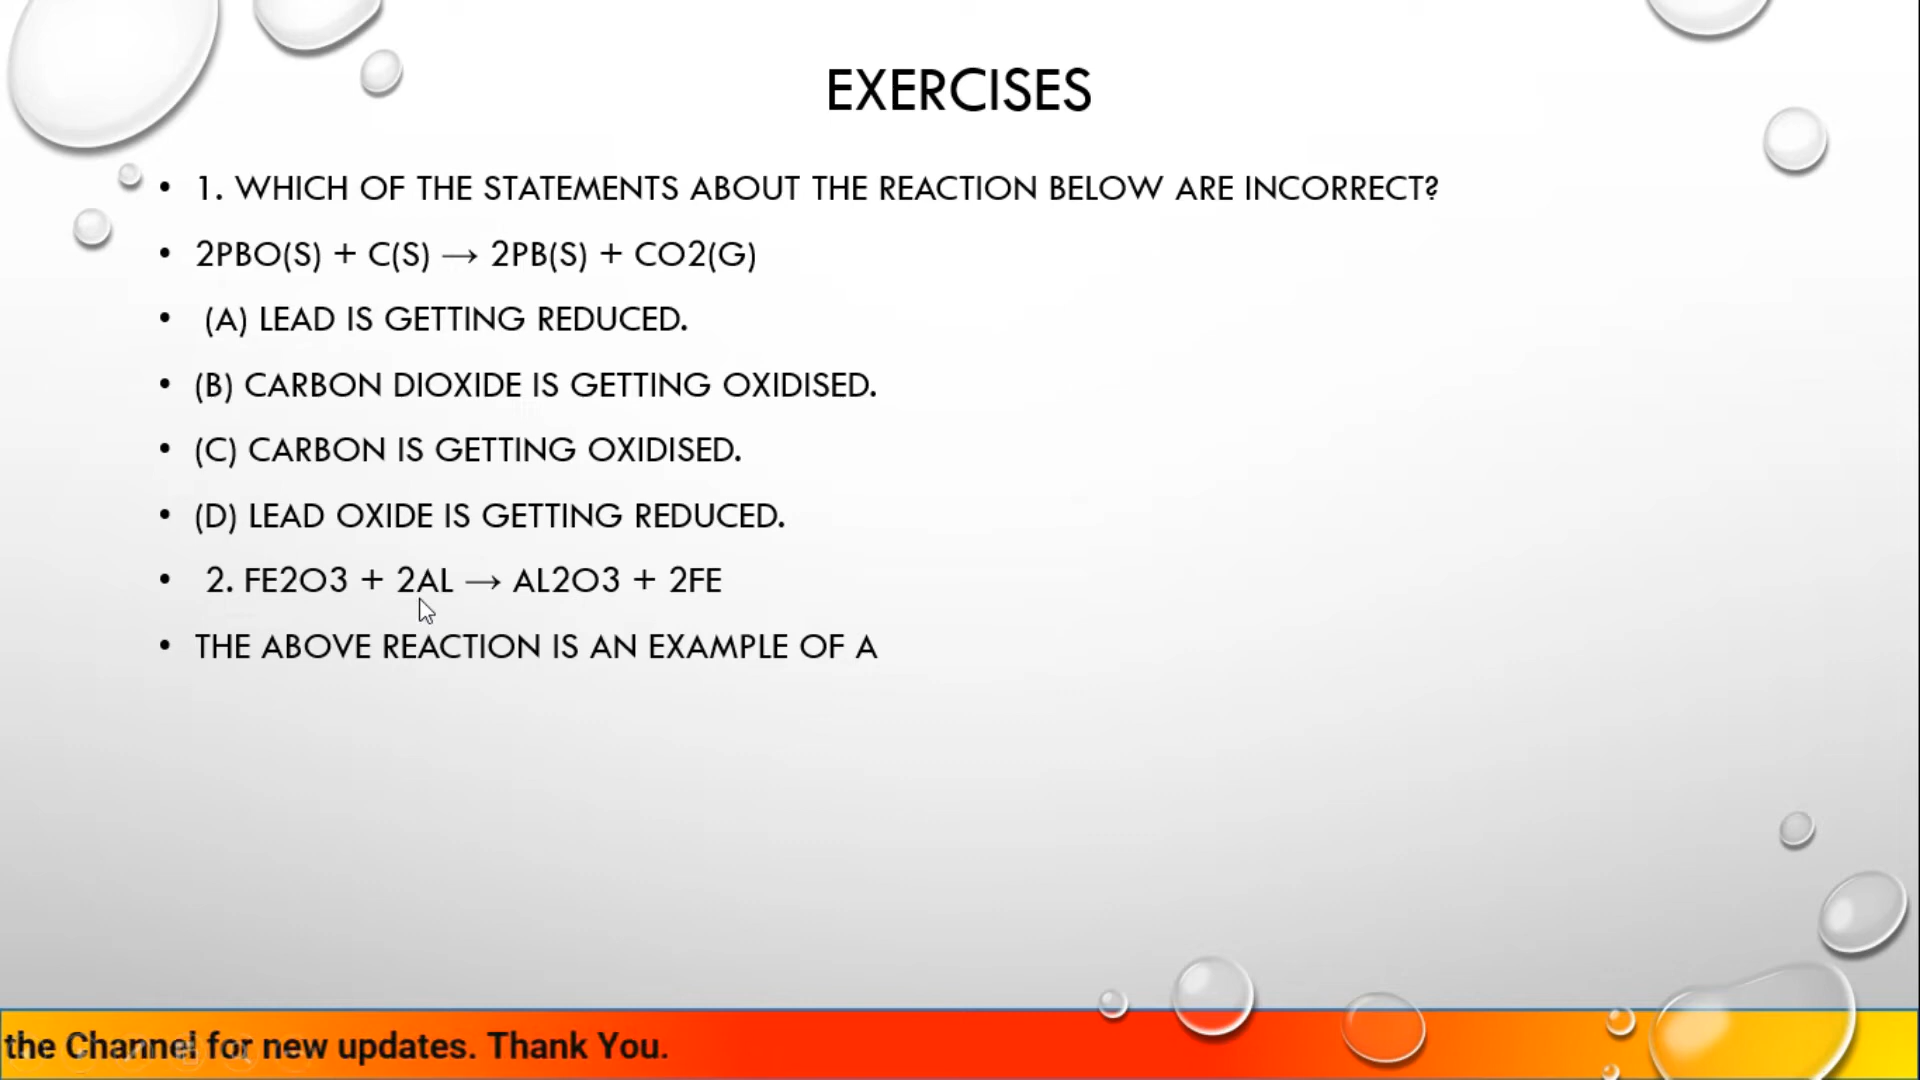 EXERCISES
• 1. WHICH OF THE STATEMENTS ABOUT THE REACTION BELOW ARE INCORRECT?
• 2PBO(S) + C(S) → 2PB(S) + CO2(G)
• (A) LEAD IS GETTING REDUCED.
• (B) CARBON DIOXIDE IS GETTING OXIDISED.
• (C) CARBON IS GETTING OXIDISED.
• (D) LEAD OXIDE IS GETTING REDUCED.
• 2. FE2O3 + 2AL → AL2O3 + 2FE
• THE ABOVE REACTION IS AN EXAMPLE OF A
the Channel for new updates. Thank You.